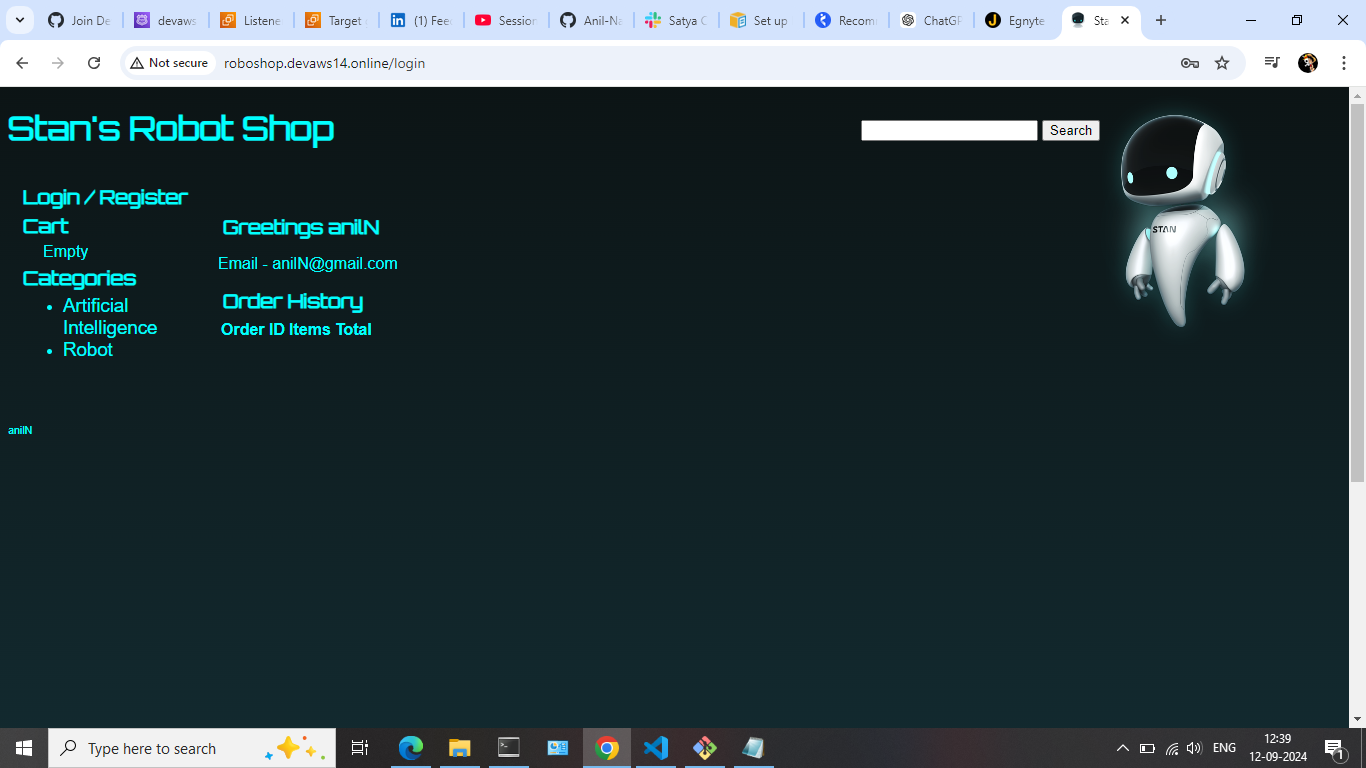 Join De
devaws
Listene
Target
(1) Fee
Session
Anil-Na
Satya C
Set up
Recom
ChatGP
Egnyte
Sta
Not secure
roboshop.devaws14.online/login
Stan's Robot Shop
Search
Login / Register
Cart
Empty
Categories
• Artificial
Intelligence
• Robot
Greetings anilN
Email - anilN@gmail.com
Order History
Order ID Items Total
STAN
anilN
Type here to search
ENG
12:39
12-09-2024
1